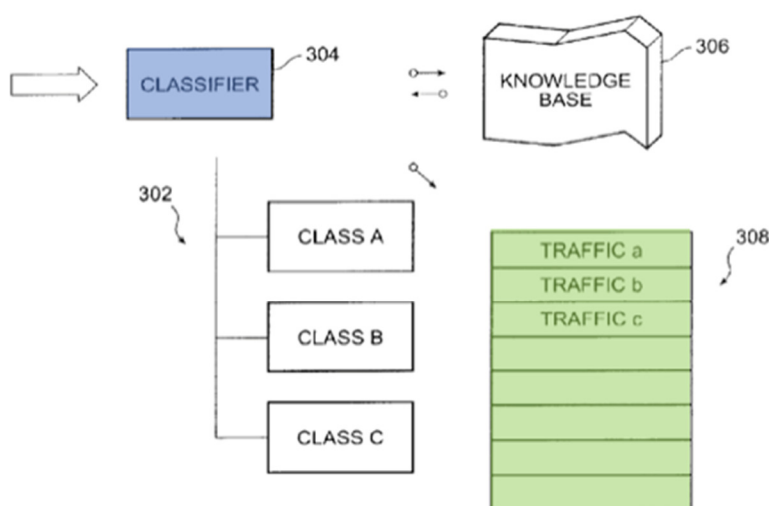 304
CLASSIFIER
306
KNOWLEDGE
BASE
302
CLASS A
CLASS B
CLASS C
308
TRAFFIC a
TRAFFIC b
TRAFFIC c